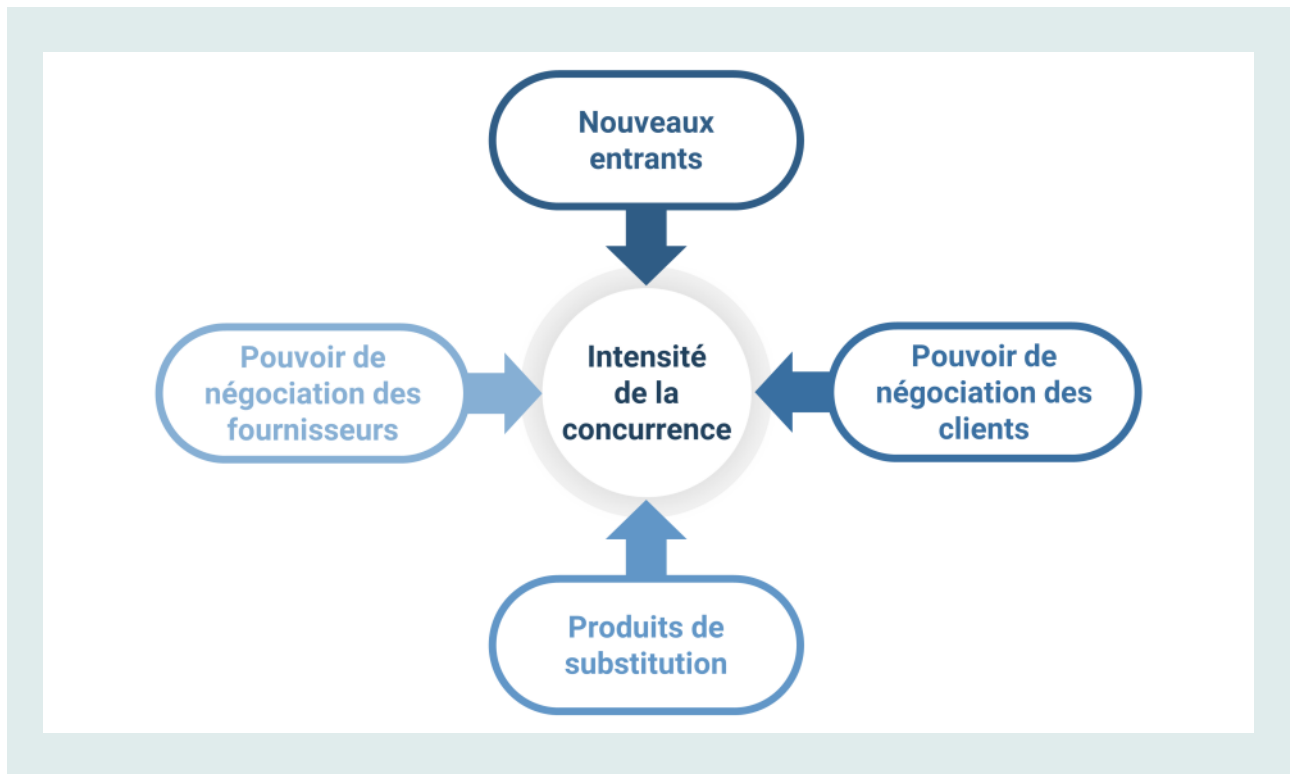 Nouveaux
entrants
Pouvoir de
négociation des
fournisseurs
Intensité
de la
concurrence
Pouvoir de
négociation des
clients
Produits de
substitution